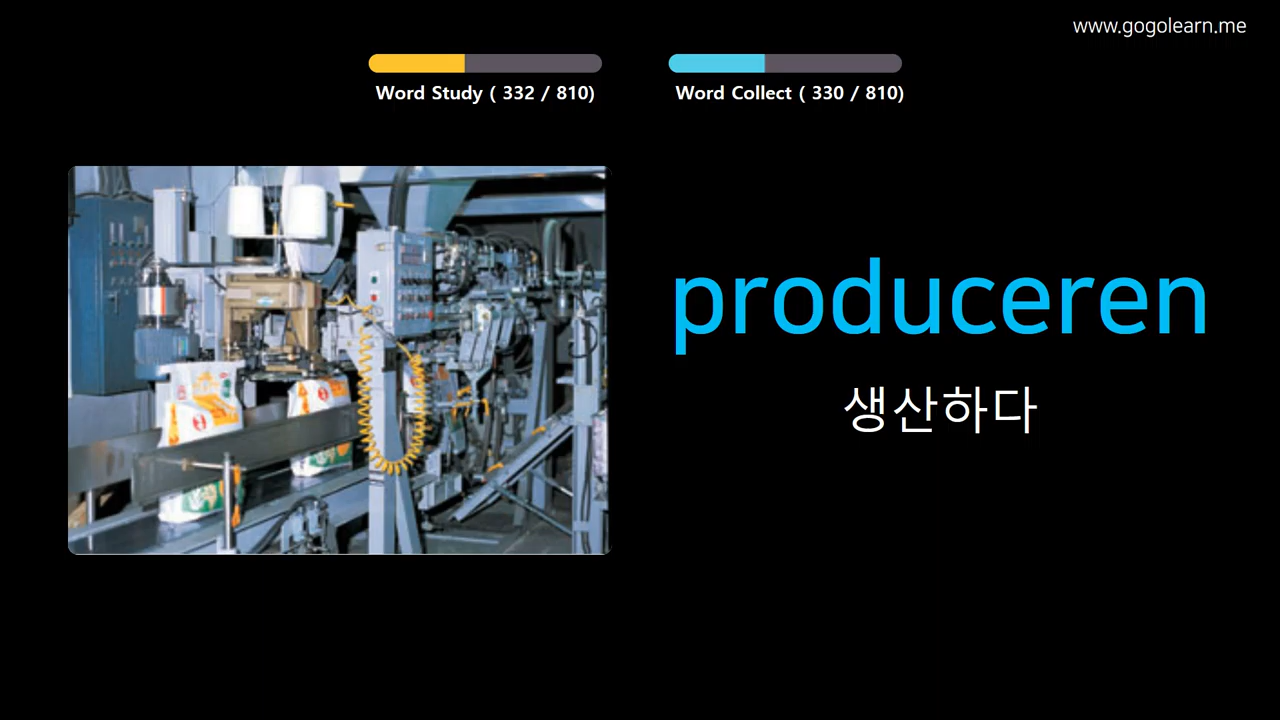 www.gogolearn.me
Word Study ( 332 / 810)
Word Collect ( 330 / 810)
produceren
생산하다